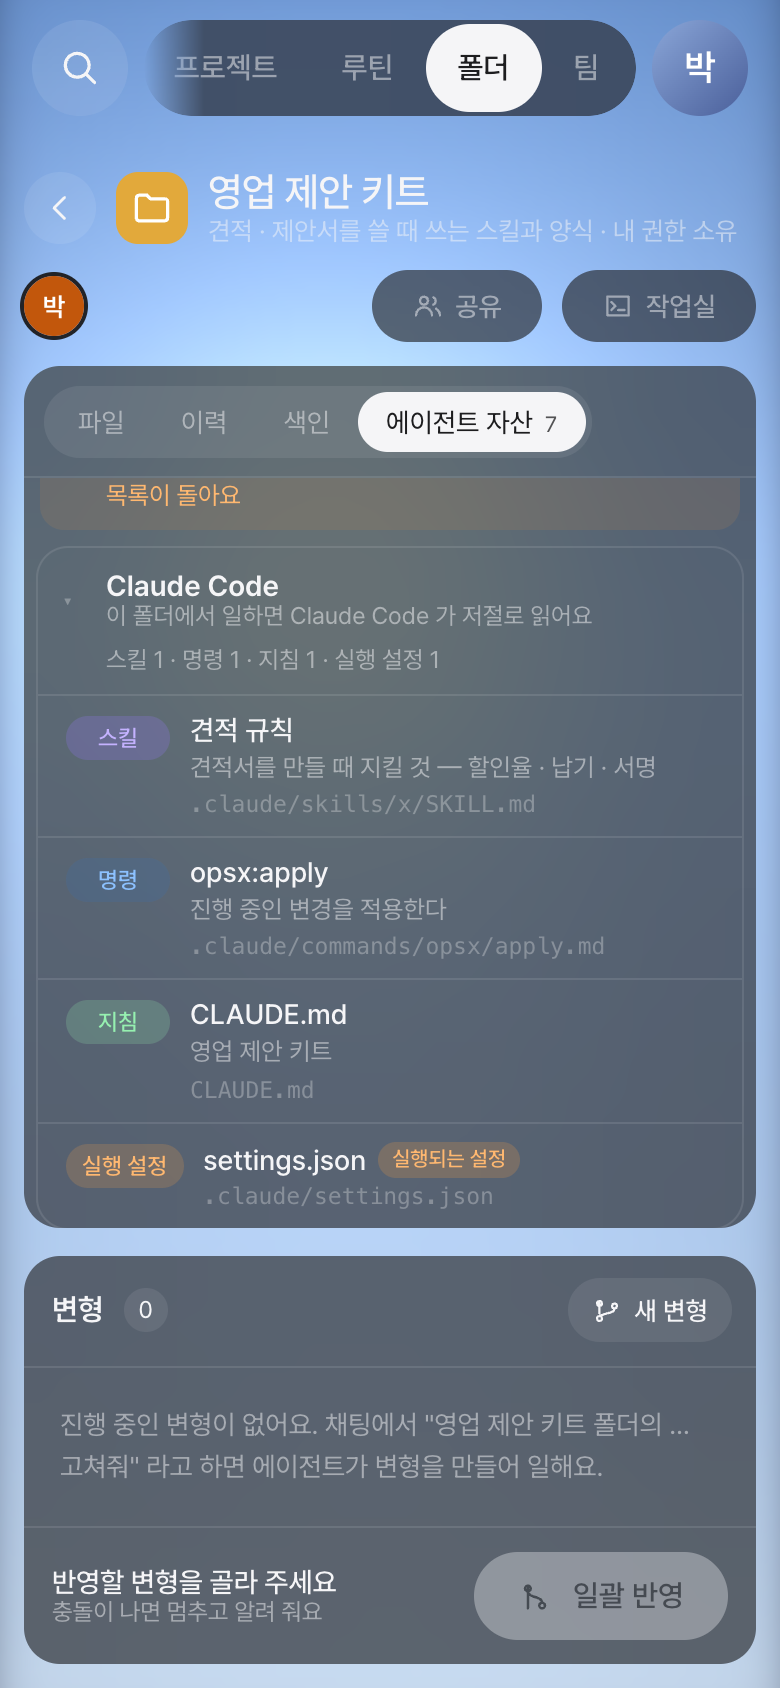 프로젝트 루틴 폴더 팀 박
영업 제안 키트
견적 · 제안서를 쓸 때 쓰는 스킬과 양식 · 내 권한 소유
박 공유 작업실
파일 이력 색인 에이전트 자산 7
목록이 돌아요
Claude Code
이 폴더에서 일하면 Claude Code 가 저절로 읽어요
스킬 1 · 명령 1 · 지침 1 · 실행 설정 1
스킬 견적 규칙
견적서를 만들 때 지킬 것 — 할인율 · 납기 · 서명
.claude/skills/x/SKILL.md
명령 opsx:apply
진행 중인 변경을 적용한다
.claude/commands/opsx/apply.md
지침 CLAUDE.md
영업 제안 키트
CLAUDE.md
실행 설정 settings.json 실행되는 설정
.claude/settings.json
변형 0 새 변형
진행 중인 변형이 없어요. 채팅에서 "영업 제안 키트 폴더의 ...
고쳐줘" 라고 하면 에이전트가 변형을 만들어 일해요.
반영할 변형을 골라 주세요
충돌이 나면 멈추고 알려 줘요
일괄 반영